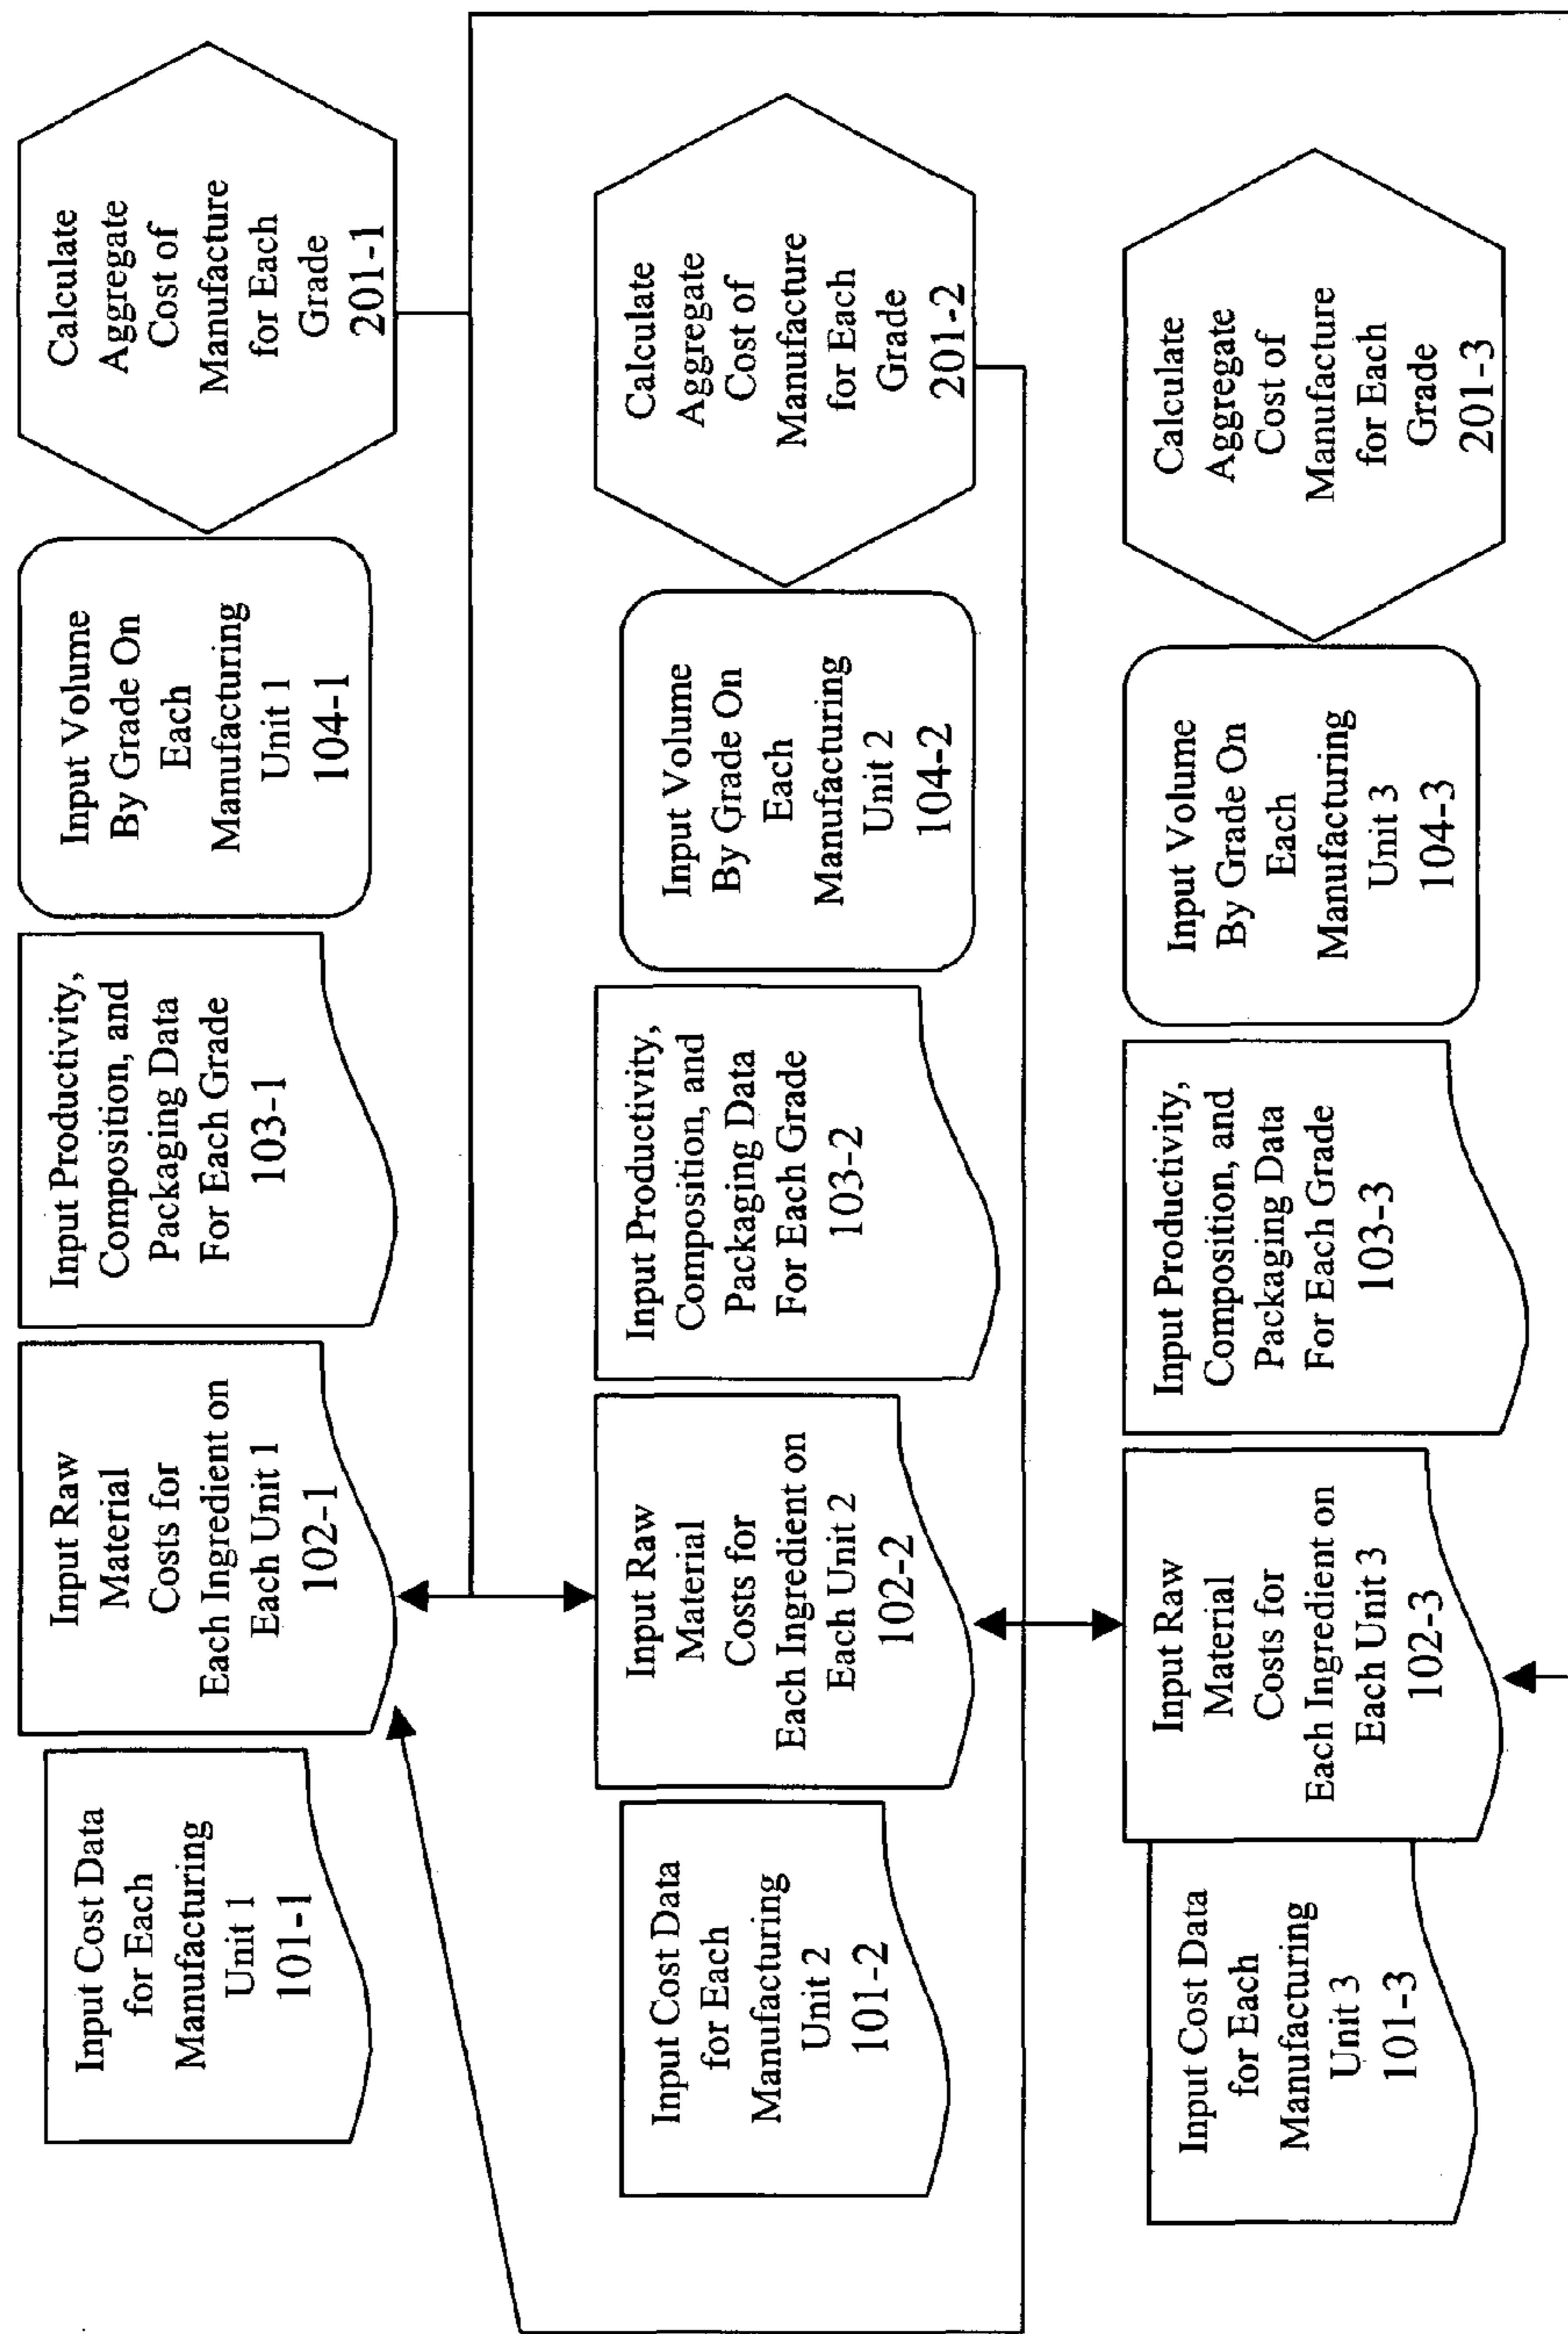 Input Cost Data
for Each
Manufacturing
Unit 1
101-1
Input Raw
Material
Costs for
Each Ingredient on
Each Unit 1
102-1
Input Productivity,
Composition, and
Packaging Data
For Each Grade
103-1
Input Volume
By Grade On
Each
Manufacturing
Unit 1
104-1
Calculate
Aggregate
Cost of
Manufacture
for Each
Grade
201-1
Input Cost Data
for Each
Manufacturing
Unit 2
101-2
Input Raw
Material
Costs for
Each Ingredient on
Each Unit 2
102-2
Input Productivity,
Composition, and
Packaging Data
For Each Grade
103-2
Input Volume
By Grade On
Each
Manufacturing
Unit 2
104-2
Calculate
Aggregate
Cost of
Manufacture
for Each
Grade
201-2
Input Cost Data
for Each
Manufacturing
Unit 3
101-3
Input Raw
Material
Costs for
Each Ingredient on
Each Unit 3
102-3
Input Productivity,
Composition, and
Packaging Data
For Each Grade
103-3
Input Volume
By Grade On
Each
Manufacturing
Unit 3
104-3
Calculate
Aggregate
Cost of
Manufacture
for Each
Grade
201-3